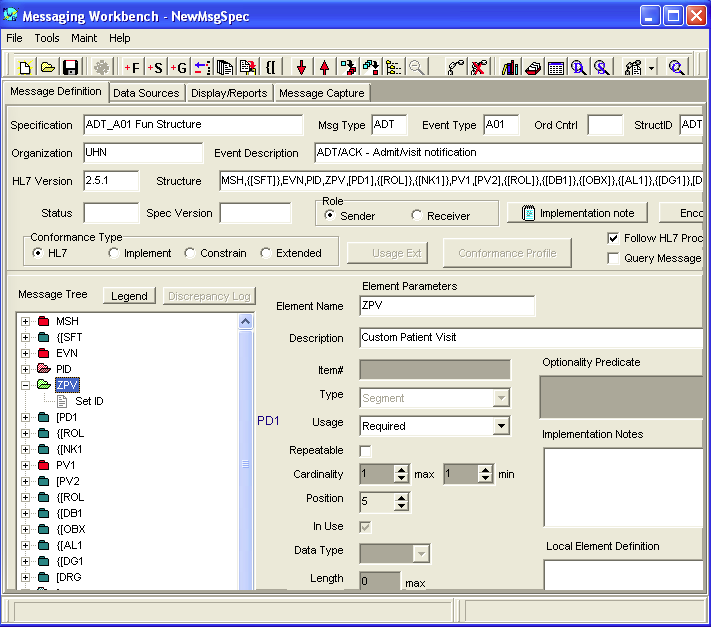 Messaging Workbench - NewMsgSpec
File Tools Maint Help
+F +S +G {(
Message Definition Data Sources Display/Reports Message Capture
Specification ADT_A01 Fun Structure Msg Type ADT Event Type A01 Ord Cntrl StructID ADT
Organization UHN Event Description ADT/ACK - Admit/visit notification
HL7 Version 2.5.1 Structure MSH,{[SFT]},EVN,PID,ZPV,[PD1],{[ROL]},{[NK1]},PV1,[PV2],{[ROL]},{[DB1]},{[OBX]},{[AL1]},{[DG1]},[D
Status Spec Version Role Sender Receiver Implementation note Enco
Conformance Type
HL7 Implement Constrain Extended Usage Ext Conformance Profile
Follow HL7 Proc
Query Message
Message Tree Legend Discrepancy Log
MSH
{[SFT
EVN
PID
ZPV
Set ID
[PD1
{[ROL
{[NK1
PV1
[PV2
{[ROL
{[DB1
{[OBX
{[AL1
{[DG1
[DRG
PD1
Element Parameters
Element Name ZPV
Description Custom Patient Visit
Item#
Type Segment
Usage Required
Repeatable
Cardinality 1 max 1 min
Position 5
In Use
Data Type
Length 0 max
Optionality Predicate
Implementation Notes
Local Element Definition